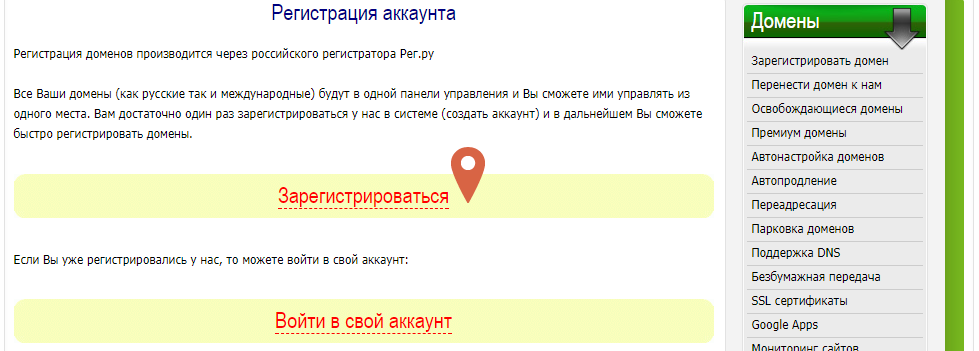 Регистрация аккаунта
Регистрация доменов производится через российского регистратора Рег.ру
Все Ваши домены (как русские так и международные) будут в одной панели управления и Вы сможете ими управлять из
одного места. Вам достаточно один раз зарегистрироваться у нас в системе (создать аккаунт) и в дальнейшем Вы сможете
быстро регистрировать домены.
Зарегистрироваться
Если Вы уже регистрировались у нас, то можете войти в свой аккаунт:
Войти в свой аккаунт
Домены
Зарегистрировать домен
Перенести домен к нам
Освобождающиеся домены
Премиум домены
Автонастройка доменов
Автопродление
Переадресация
Парковка доменов
Поддержка DNS
Безбумажная передача
SSL сертификаты
Google Apps
Мониторинг сайтов